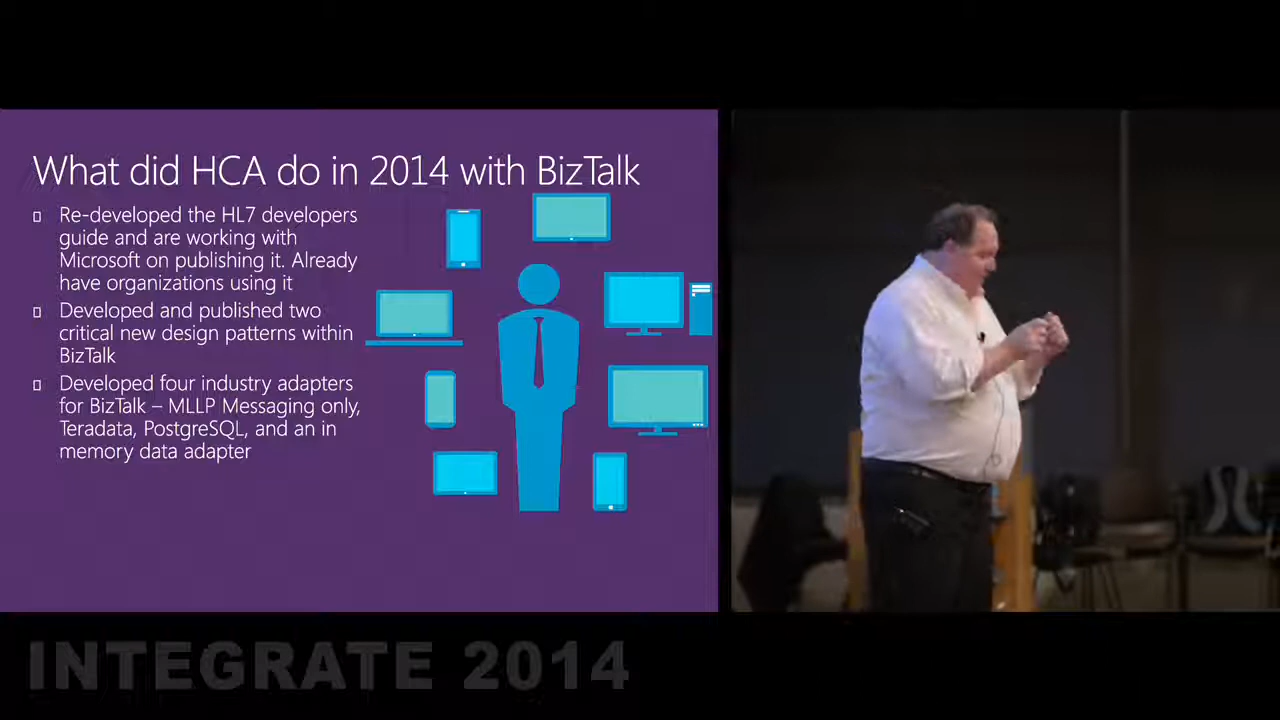 What did HCA do in 2014 with BizTalk
Re-developed the HL7 developers
guide and are working with
Microsoft on publishing it. Already
have organizations using it
Developed and published two
critical new design patterns within
BizTalk
Developed four industry adapters
for BizTalk – MLLP Messaging only,
Teradata, PostgreSQL, and an in
memory data adapter
INTEGRATE 2014